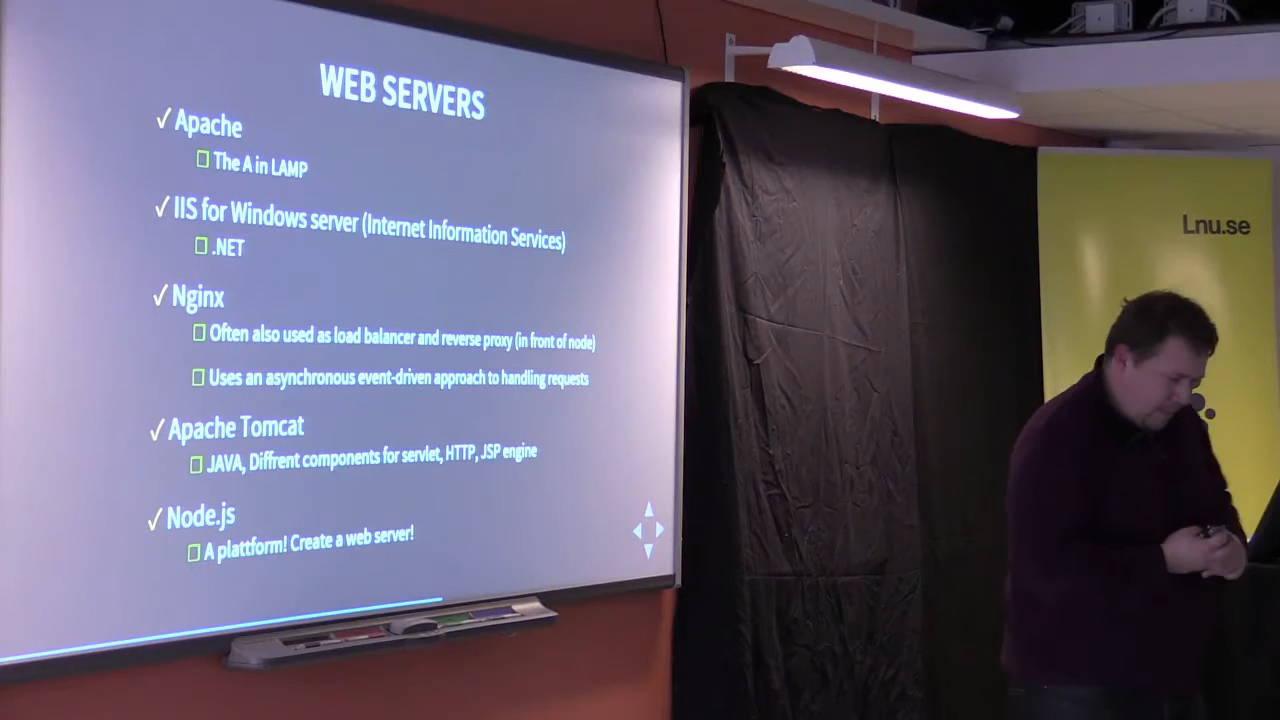 WEB SERVERS
✓ Apache
The A in LAMP
✓ IIS for Windows server (Internet Information Services)
.NET
✓ Nginx
Often also used as load balancer and reverse proxy (in front of node)
Uses an asynchronous event-driven approach to handling requests
✓ Apache Tomcat
JAVA, Diffrent components for servlet, HTTP, JSP engine
✓ Node.js
A plattform! Create a web server!
Lnu.se